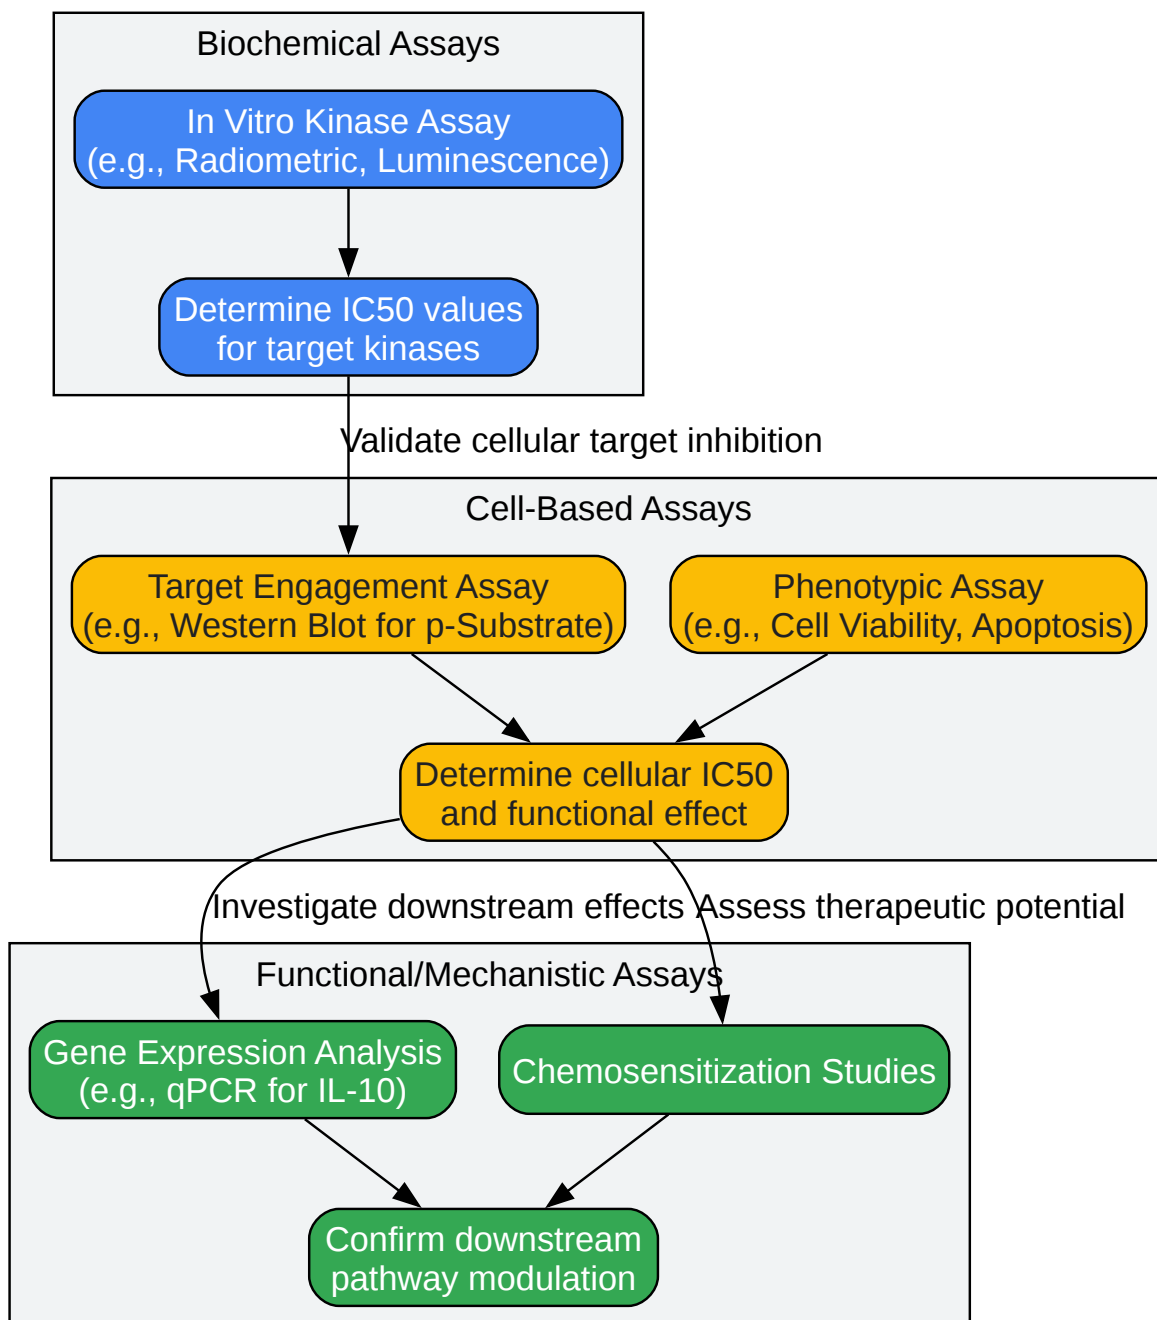 Biochemical Assays
In Vitro Kinase Assay
(e.g., Radiometric, Luminescence)
Determine IC50 values
for target kinases
Validate cellular target inhibition
Cell-Based Assays
Target Engagement Assay
(e.g., Western Blot for p-Substrate)
Phenotypic Assay
(e.g., Cell Viability, Apoptosis)
Determine cellular IC50
and functional effect
Investigate downstream effects
Assess therapeutic potential
Functional/Mechanistic Assays
Gene Expression Analysis
(e.g., qPCR for IL-10)
Chemosensitization Studies
Confirm downstream
pathway modulation